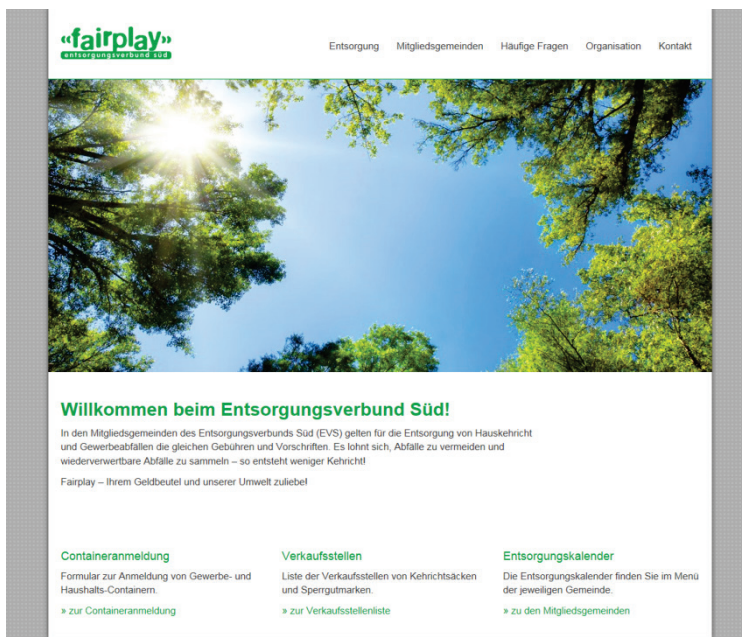 «fairplay»
entsorgungsverbund süd
Entsorgung Mitgliedsgemeinden Häufige Fragen Organisation Kontakt
Willkommen beim Entsorgungsverbund Süd!
In den Mitgliedsgemeinden des Entsorgungsverbunds Süd (EVS) gelten für die Entsorgung von Hauskehricht
und Gewerbeabfällen die gleichen Gebühren und Vorschriften. Es lohnt sich, Abfälle zu vermeiden und
wiederverwertbare Abfälle zu sammeln – so entsteht weniger Kehricht!
Fairplay – Ihrem Geldbeutel und unserer Umwelt zuliebe!
Containeranmeldung
Formular zur Anmeldung von Gewerbe- und
Haushalts-Containern.
» zur Containeranmeldung
Verkaufsstellen
Liste der Verkaufsstellen von Kehrichtsäcken
und Sperrgutmarken.
» zur Verkaufsstellenliste
Entsorgungskalender
Die Entsorgungskalender finden Sie im Menü
der jeweiligen Gemeinde.
» zu den Mitgliedsgemeinden